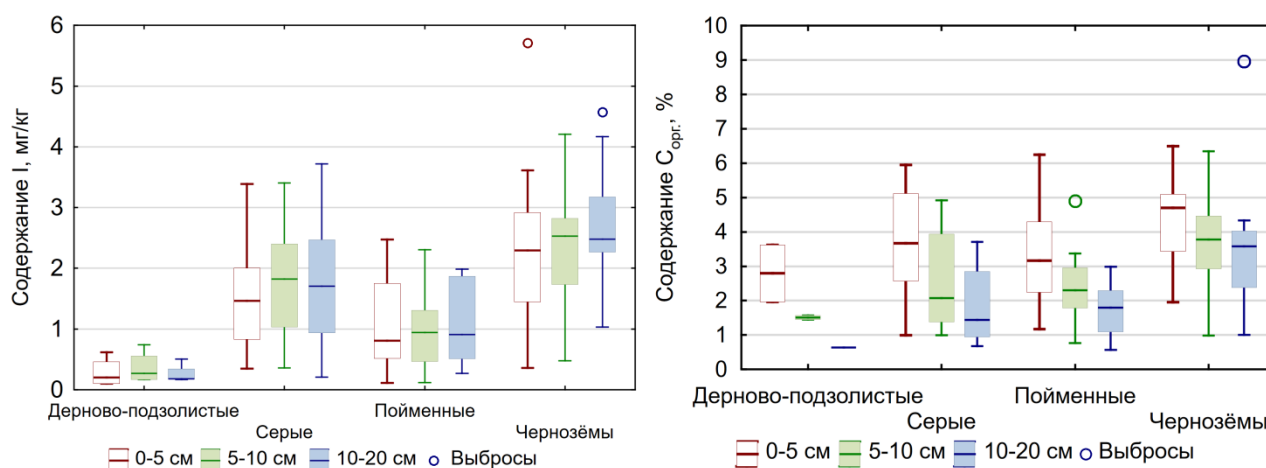 Содержание I, мг/кг
6
5
4
3
2
1
0
Дерново-подзолистые
Пойменные
Серые
Чернозёмы
0-5 см 5-10 см 10-20 см Выбросы
Содержание Cорг., %
10
9
8
7
6
5
4
3
2
1
0
Дерново-подзолистые
Пойменные
Серые
Чернозёмы
0-5 см 5-10 см 10-20 см Выбросы